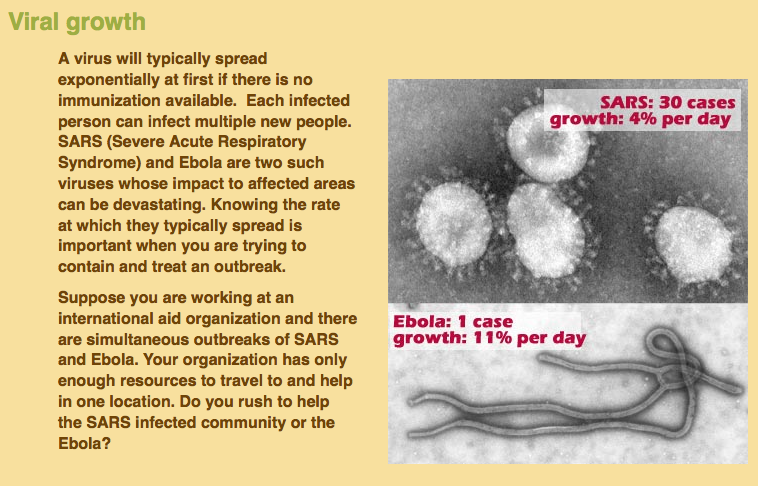 Viral growth
A virus will typically spread
exponentially at first if there is no
immunization available.  Each infected
person can infect multiple new people.
SARS (Severe Acute Respiratory
Syndrome) and Ebola are two such
viruses whose impact to affected areas
can be devastating. Knowing the rate
at which they typically spread is
important when you are trying to
contain and treat an outbreak.
Suppose you are working at an
international aid organization and there
are simultaneous outbreaks of SARS
and Ebola. Your organization has only
enough resources to travel to and help
in one location. Do you rush to help
the SARS infected community or the
Ebola?
SARS: 30 cases
growth: 4% per day
Ebola: 1 case
growth: 11% per day